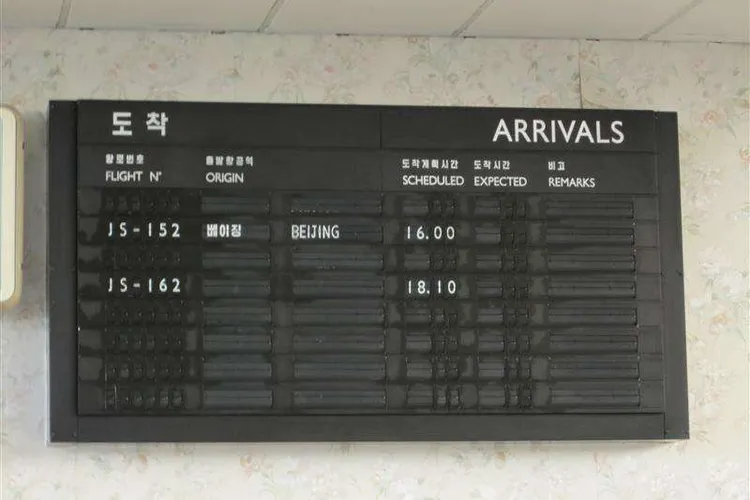 도착 ARRIVALS
항로번호 출발항공역 도착계획시간 도착시간 비고
FLIGHT N° ORIGIN SCHEDULED EXPECTED REMARKS
JS-152 베이징 BEIJING 16.00
JS-162 18.10